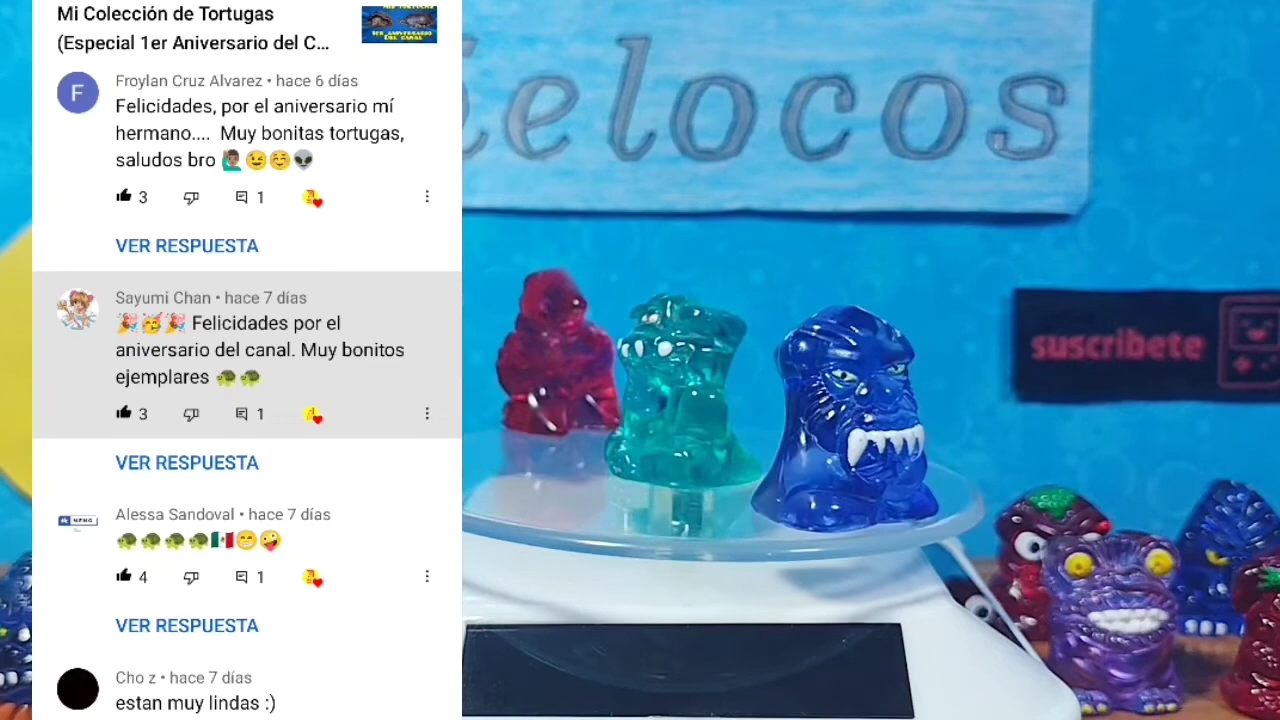 Mi Colección de Tortugas
(Especial 1er Aniversario del C...
Froylan Cruz Alvarez • hace 6 días
Felicidades, por el aniversario mí
hermano.... Muy bonitas tortugas,
saludos bro 🙋🏽‍♂️😉☺️👽
3 1
VER RESPUESTA
Sayumi Chan • hace 7 días
🎉🥳🎉 Felicidades por el
aniversario del canal. Muy bonitos
ejemplares 🐢🐢
3 1
VER RESPUESTA
Alessa Sandoval • hace 7 días
🐢🐢🐢🐢🇲🇽😁🤪
4 1
VER RESPUESTA
Cho z • hace 7 días
estan muy lindas :)
F
elocos
suscribete